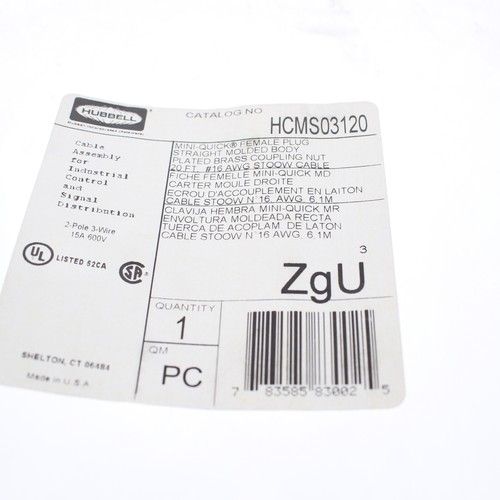 HUBBELL
CATALOG NO
HCMS03120
Cable
Assembly
for
Industrial
Control
and
Signal
Distribution
2-Pole 3-Wire
15A 600V
UL LISTED 52CA
SA
MINI-QUICK® FEMALE PLUG
STRAIGHT MOLDED BODY
PLATED BRASS COUPLING NUT
20 FT. #16 AWG STOOW CABLE
FICHE FEMELLE MINI-QUICK MD
CARTER MOULE DROITE
ECROU D'ACCOUPLEMENT EN LAITON
CABLE STOOW N°16 AWG 6,1M
CLAVIJA HEMBRA MINI-QUICK MR
ENVOLTURA MOLDEADA RECTA
TUERCA DE ACOPLAM. DE LATON
CABLE STOOW N°16 AWG. 6,1M
3
ZgU
QUANTITY
1
QM
PC
7 83585 83002 5
SHELTON, CT 06484
Made in U.S.A.